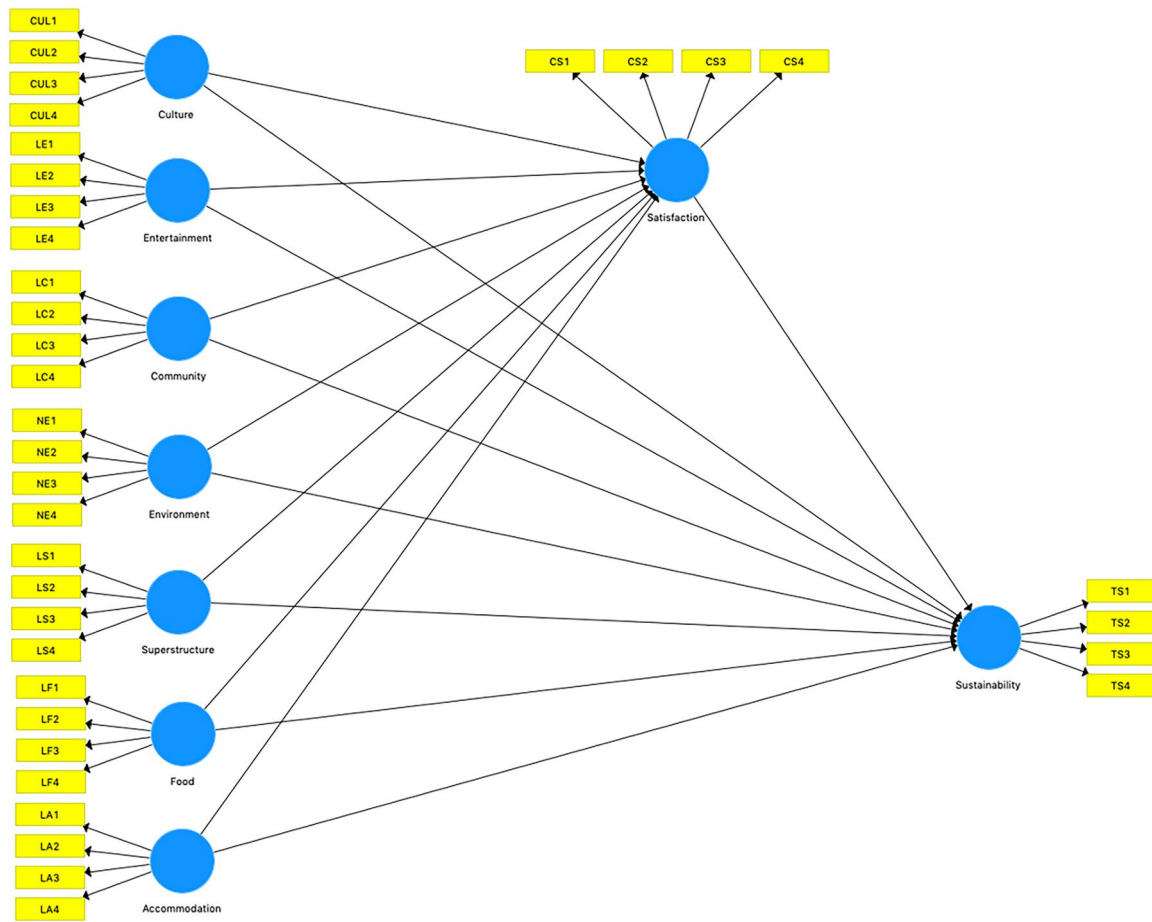 CUL1
CUL2
CUL3
CUL4
Culture
LE1
LE2
LE3
LE4
Entertainment
LC1
LC2
LC3
LC4
Community
NE1
NE2
NE3
NE4
Environment
LS1
LS2
LS3
LS4
Superstructure
LF1
LF2
LF3
LF4
Food
LA1
LA2
LA3
LA4
Accommodation
CS1 CS2 CS3 CS4
Satisfaction
TS1
TS2
TS3
TS4
Sustainability